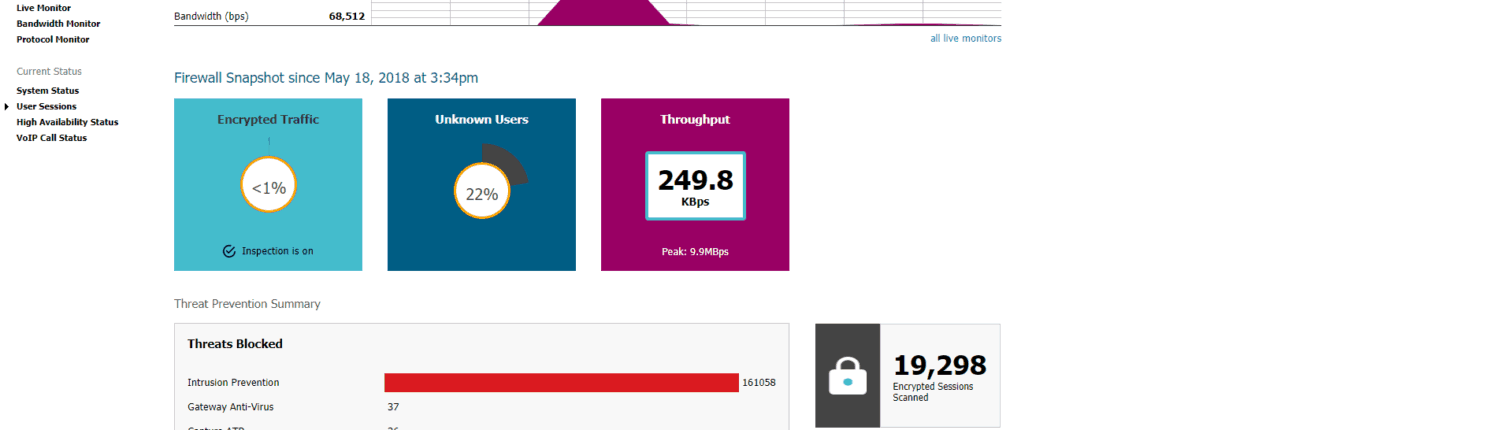 Live Monitor
Bandwidth Monitor
Protocol Monitor
Current Status
System Status
User Sessions
High Availability Status
VoIP Call Status
Bandwidth (bps) 68,512
all live monitors
Firewall Snapshot since May 18, 2018 at 3:34pm
Encrypted Traffic
<1%
Inspection is on
Unknown Users
22%
Throughput
249.8
KBps
Peak: 9.9MBps
Threat Prevention Summary
Threats Blocked
Intrusion Prevention 161058
Gateway Anti-Virus 37
19,298
Encrypted Sessions
Scanned